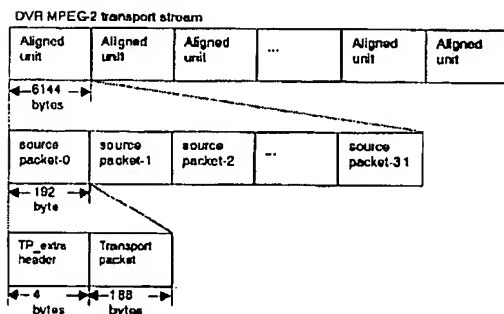 DVR MPEG-2 transport stream
Aligned unit Aligned unit Aligned unit ... Aligned unit Aligned unit
6144 bytes
source packet-0 source packet-1 source packet-2 ... source packet-31
192 byte
TP_extra header Transport packet
4 bytes 188 bytes